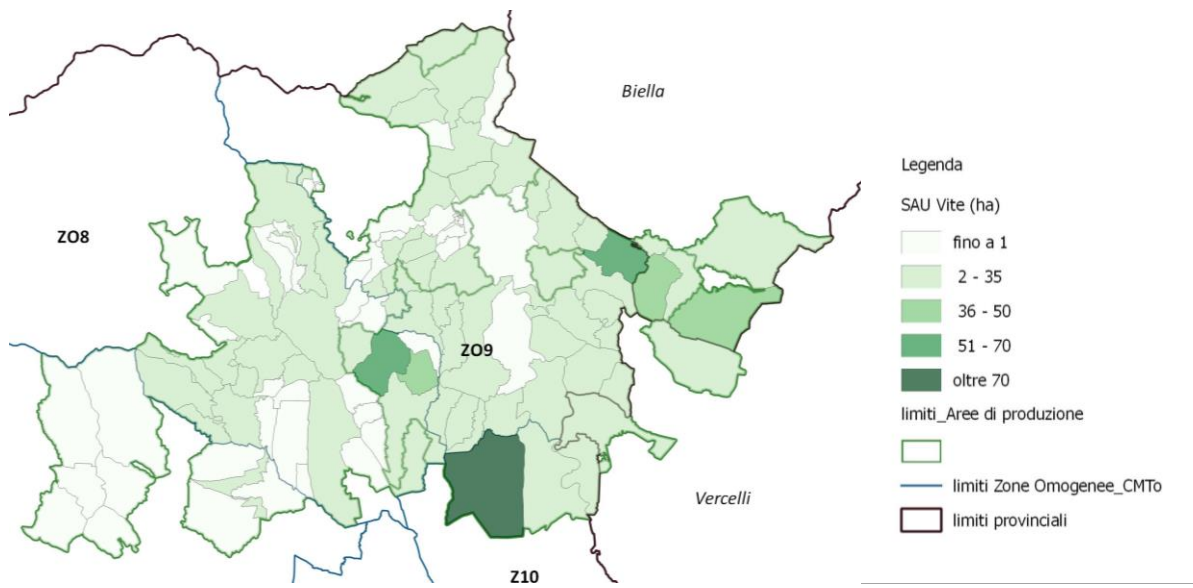 Biella
ZO8
ZO9
Vercelli
Z10
Legenda
SAU Vite (ha)
fino a 1
2 - 35
36 - 50
51 - 70
oltre 70
limiti_Aree di produzione
limiti Zone Omogenee_CMTo
limiti provinciali